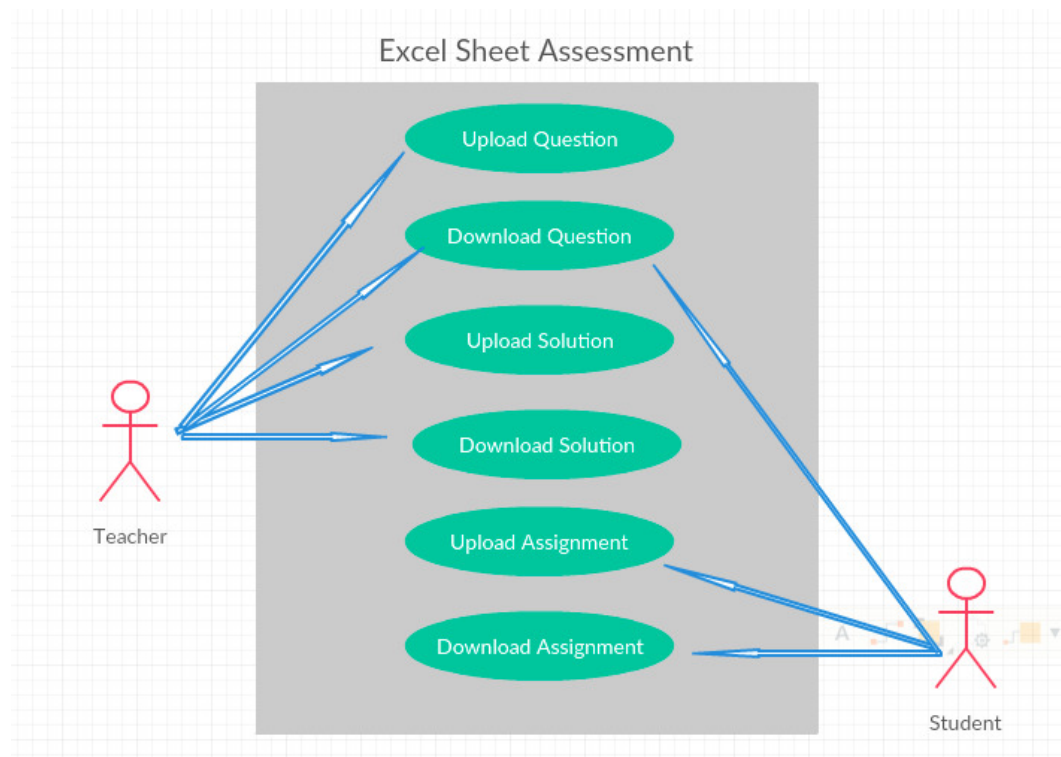 Excel Sheet Assessment
Upload Question
Download Question
Upload Solution
Download Solution
Teacher
Upload Assignment
Download Assignment
A
Student